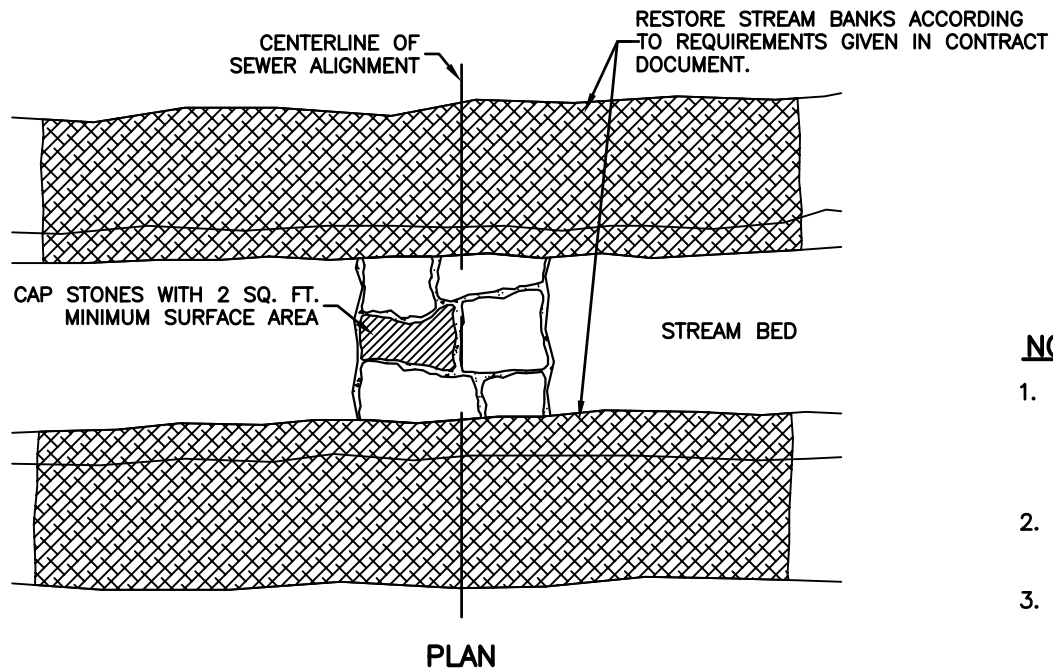 CENTERLINE OF
SEWER ALIGNMENT
RESTORE STREAM BANKS ACCORDING
TO REQUIREMENTS GIVEN IN CONTRACT
DOCUMENT.
CAP STONES WITH 2 SQ. FT.
MINIMUM SURFACE AREA
STREAM BED
1.
2.
3.
PLAN